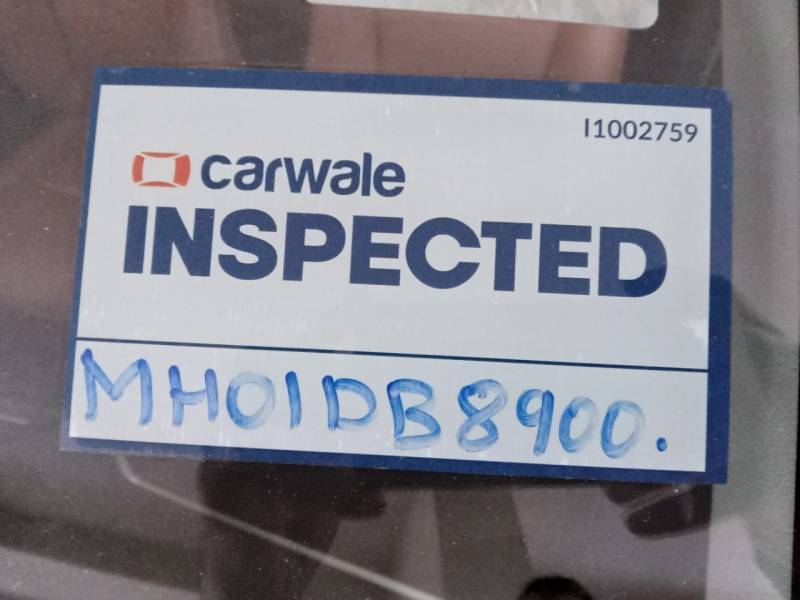 I1002759
carwale
INSPECTED
MH01DB8900.